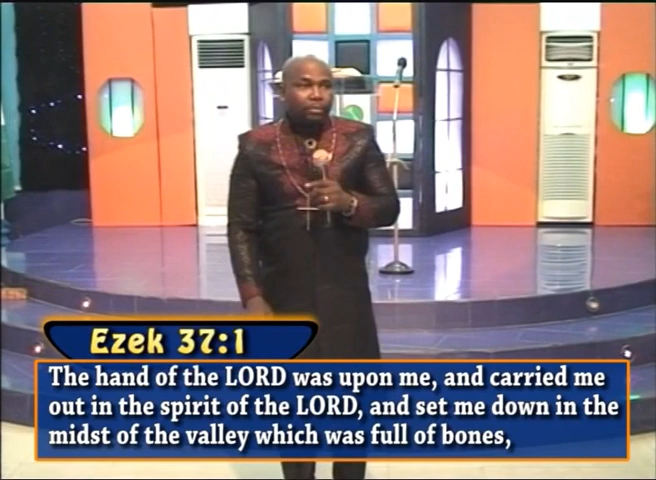 Ezek 37:1
The hand of the LORD was upon me, and carried me
out in the spirit of the LORD, and set me down in the
midst of the valley which was full of bones,